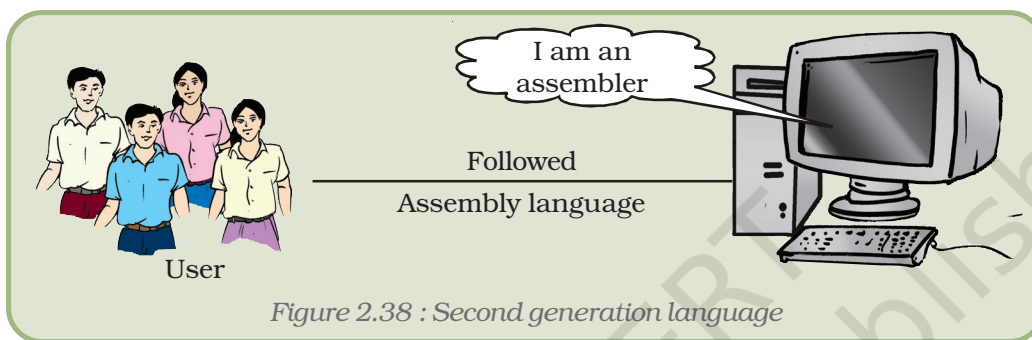 I am an
assembler
Followed
Assembly language
User
Figure 2.38 : Second generation language